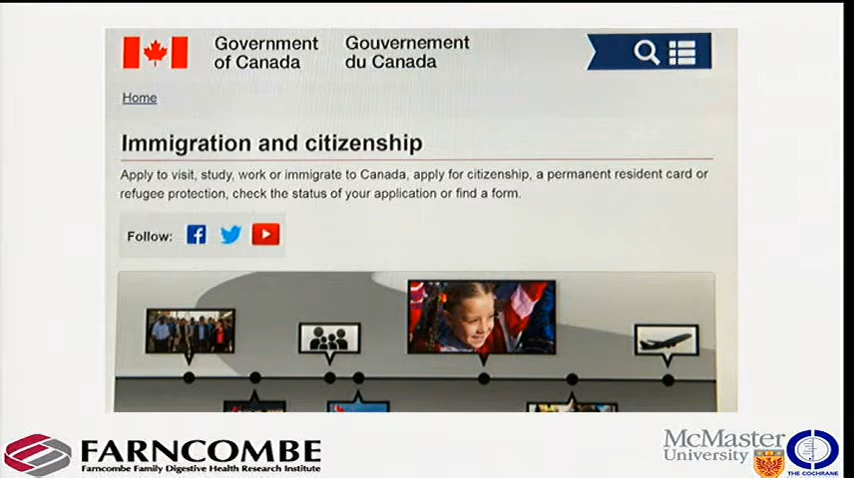 Government of Canada
Gouvernement du Canada
Home
Immigration and citizenship
Apply to visit, study, work or immigrate to Canada, apply for citizenship, a permanent resident card or
refugee protection, check the status of your application or find a form.
Follow:
FARNCOMBE
Farncombe Family Digestive Health Research Institute
McMaster
University
THE COCHRANE